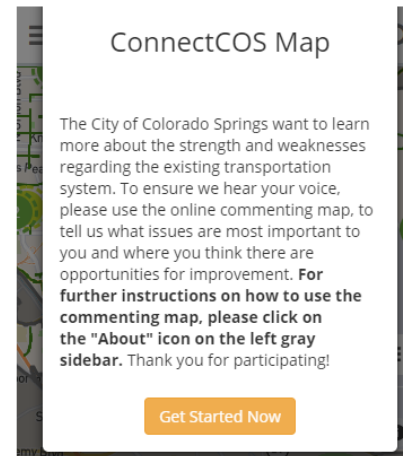 ConnectCOS Map
The City of Colorado Springs want to learn
more about the strength and weaknesses
regarding the existing transportation
system. To ensure we hear your voice,
please use the online commenting map, to
tell us what issues are most important to
you and where you think there are
opportunities for improvement. For
further instructions on how to use the
commenting map, please click on
the "About" icon on the left gray
sidebar. Thank you for participating!
Get Started Now